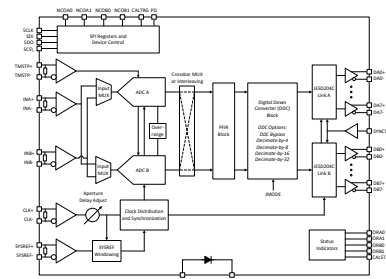 NCOA0 NCOA1 NCOB0 NCOB1 CALTRG PD
SCLK
SDI
SDO
SCS\
SPI Registers and
Device Control
TMSTP+
TMSTP-
INA+
INA-
Input
MUX
ADC A
Over-
range
INB+
INB-
Input
MUX
ADC B
Crossbar MUX
or Interleaving
PFIR
Block
Digital Down
Converter (DDC)
Block
DDC Options:
DDC Bypass
Decimate-by-4
Decimate-by-8
Decimate-by-16
Decimate-by-32
JMODE
JESD204C
Link A
DA0+
DA0-
DA7+
DA7-
SYNCSE\
JESD204C
Link B
DB0+
DB0-
DB7+
DB7-
Aperture
Delay Adjust
CLK+
CLK-
Clock Distribution
and Synchronization
SYSREF+
SYSREF-
SYSREF
Windowing
Status
Indicators
ORA0
ORA1
ORB0
ORB1